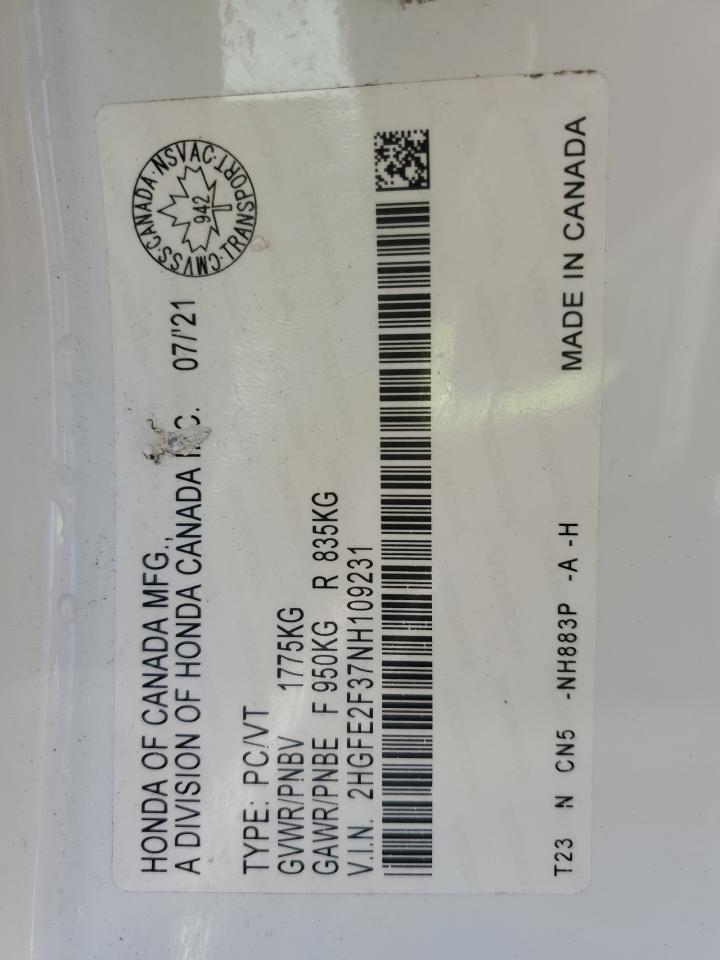 HONDA OF CANADA MFG.,
A DIVISION OF HONDA CANADA 07/'21
CMVSS·CANADA·NSVAC·TRANSPORT·
942
TYPE: PC/VT
GVWR/PNBV 1775KG
GAWR/PNBE F 950KG R 835KG
V.I.N. 2HGFE2F37NH109231
T23 N CN5 -NH883P -A -H MADE IN CANADA